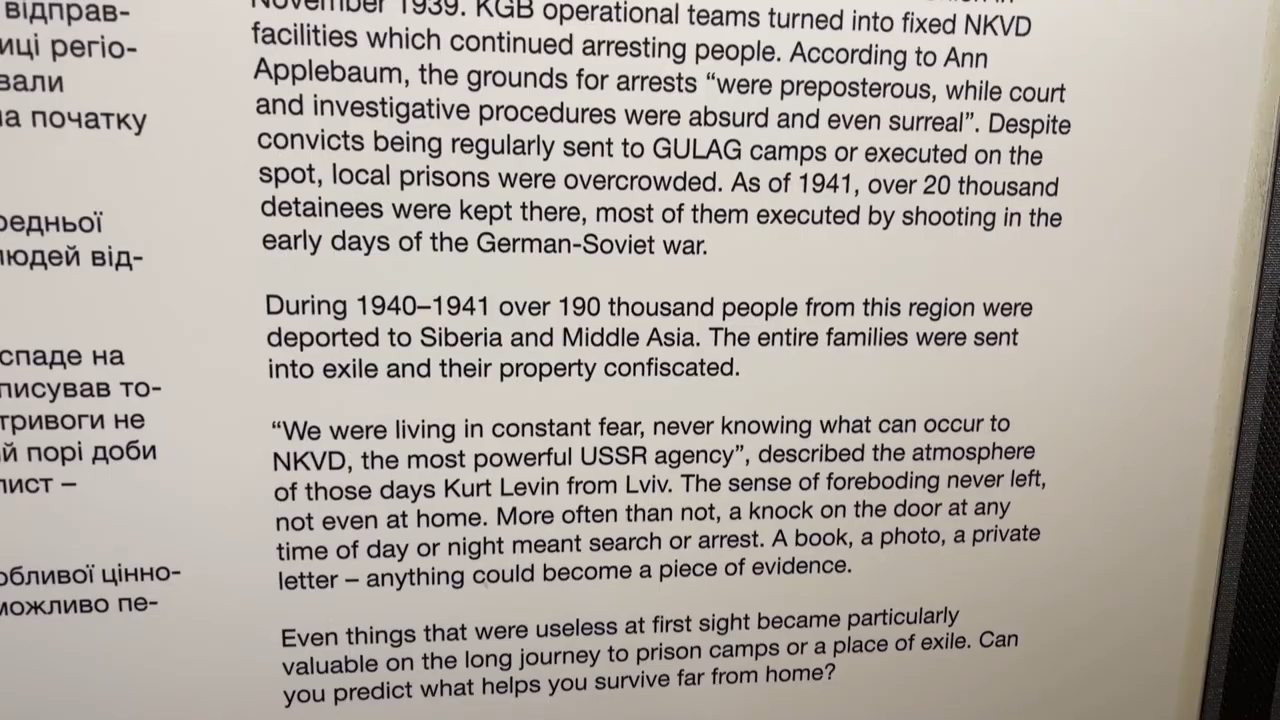 відправ-
иці регіо-
вали
на початку
редньої
людей від-
спаде на
писував то-
тривоги не
й порі доби
лист –
обливої цінно-
можливо пе-
November 1939. KGB operational teams turned into fixed NKVD
facilities which continued arresting people. According to Ann
Applebaum, the grounds for arrests “were preposterous, while court
and investigative procedures were absurd and even surreal”. Despite
convicts being regularly sent to GULAG camps or executed on the
spot, local prisons were overcrowded. As of 1941, over 20 thousand
detainees were kept there, most of them executed by shooting in the
early days of the German-Soviet war.
During 1940–1941 over 190 thousand people from this region were
deported to Siberia and Middle Asia. The entire families were sent
into exile and their property confiscated.
“We were living in constant fear, never knowing what can occur to
NKVD, the most powerful USSR agency”, described the atmosphere
of those days Kurt Levin from Lviv. The sense of foreboding never left,
not even at home. More often than not, a knock on the door at any
time of day or night meant search or arrest. A book, a photo, a private
letter – anything could become a piece of evidence.
Even things that were useless at first sight became particularly
valuable on the long journey to prison camps or a place of exile. Can
you predict what helps you survive far from home?